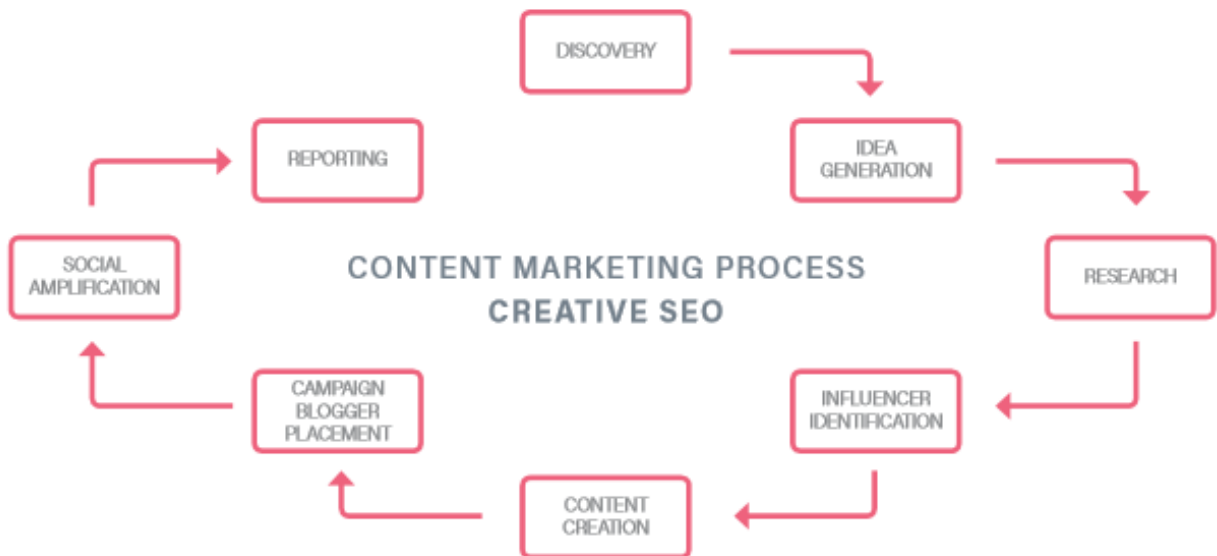 DISCOVERY
IDEA
GENERATION
RESEARCH
INFLUENCER
IDENTIFICATION
CONTENT
CREATION
CAMPAIGN
BLOGGER
PLACEMENT
SOCIAL
AMPLIFICATION
REPORTING
CONTENT MARKETING PROCESS
CREATIVE SEO